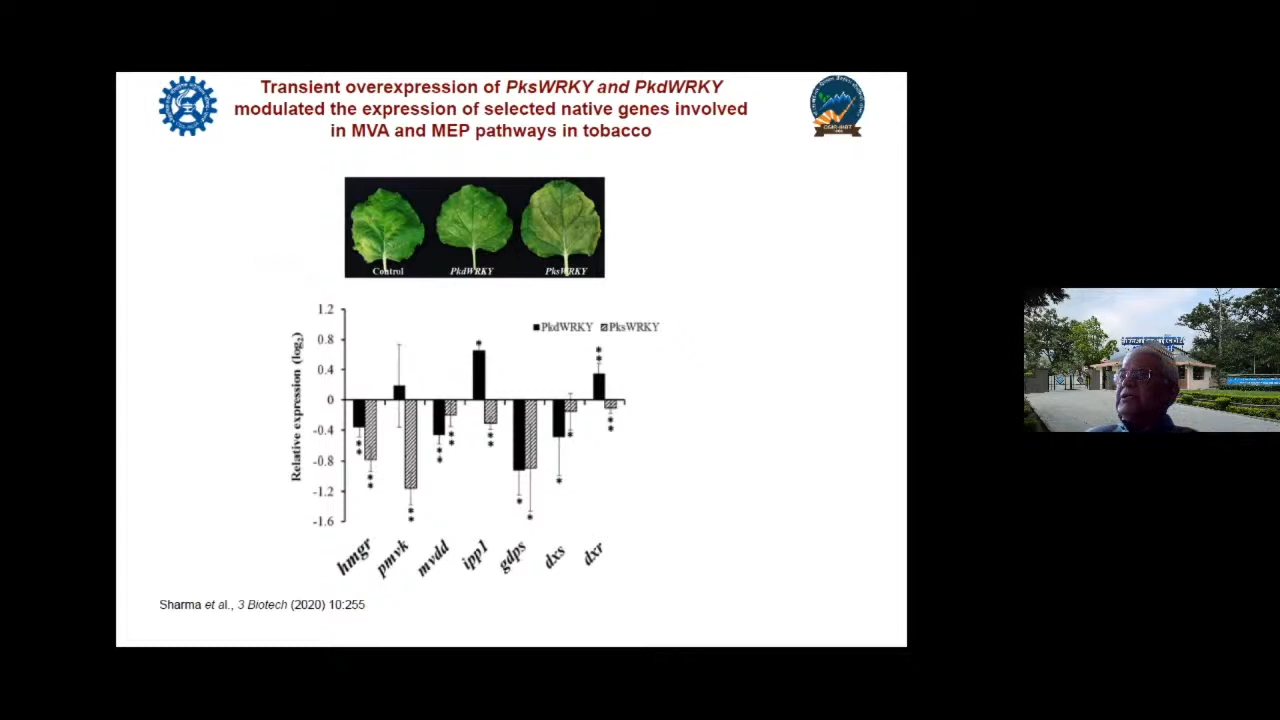 Transient overexpression of PksWRKY and PkdWRKY
modulated the expression of selected native genes involved
in MVA and MEP pathways in tobacco
CSIR-IHBT
Control PkdWRKY PksWRKY
PkdWRKY PksWRKY
Relative expression (log2)
1.2
0.8
0.4
0
-0.4
-0.8
-1.2
-1.6
hmgr pmvk mvdd ipp1 gdps dxs dxr
Sharma et al., 3 Biotech (2020) 10:255